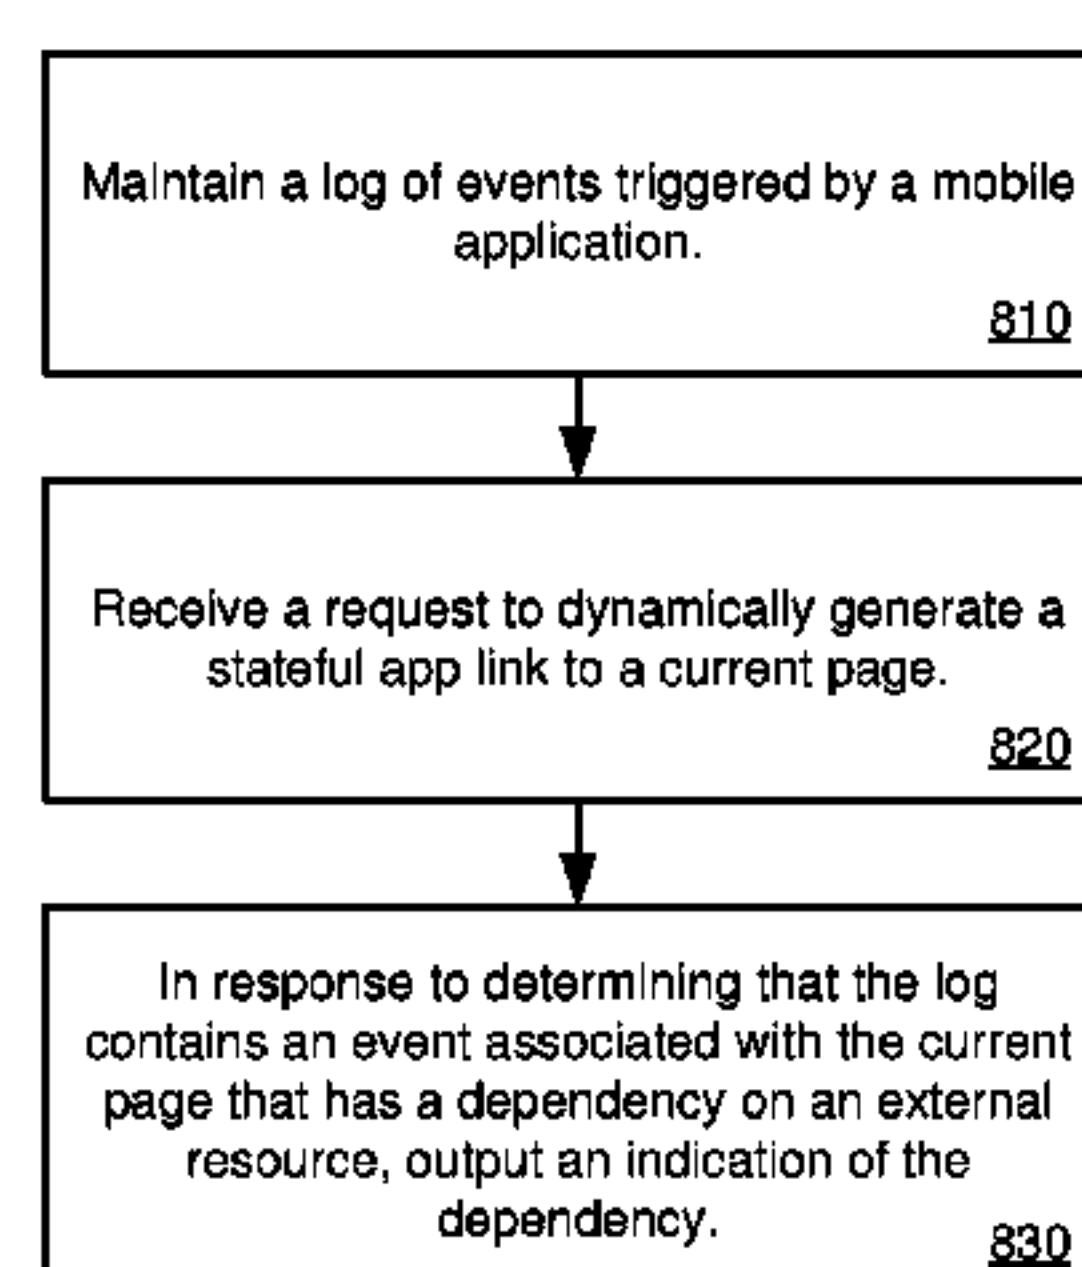 Maintain a log of events triggered by a mobile
application.
810
Receive a request to dynamically generate a
stateful app link to a current page.
820
In response to determining that the log
contains an event associated with the current
page that has a dependency on an external
resource, output an indication of the
dependency.
830